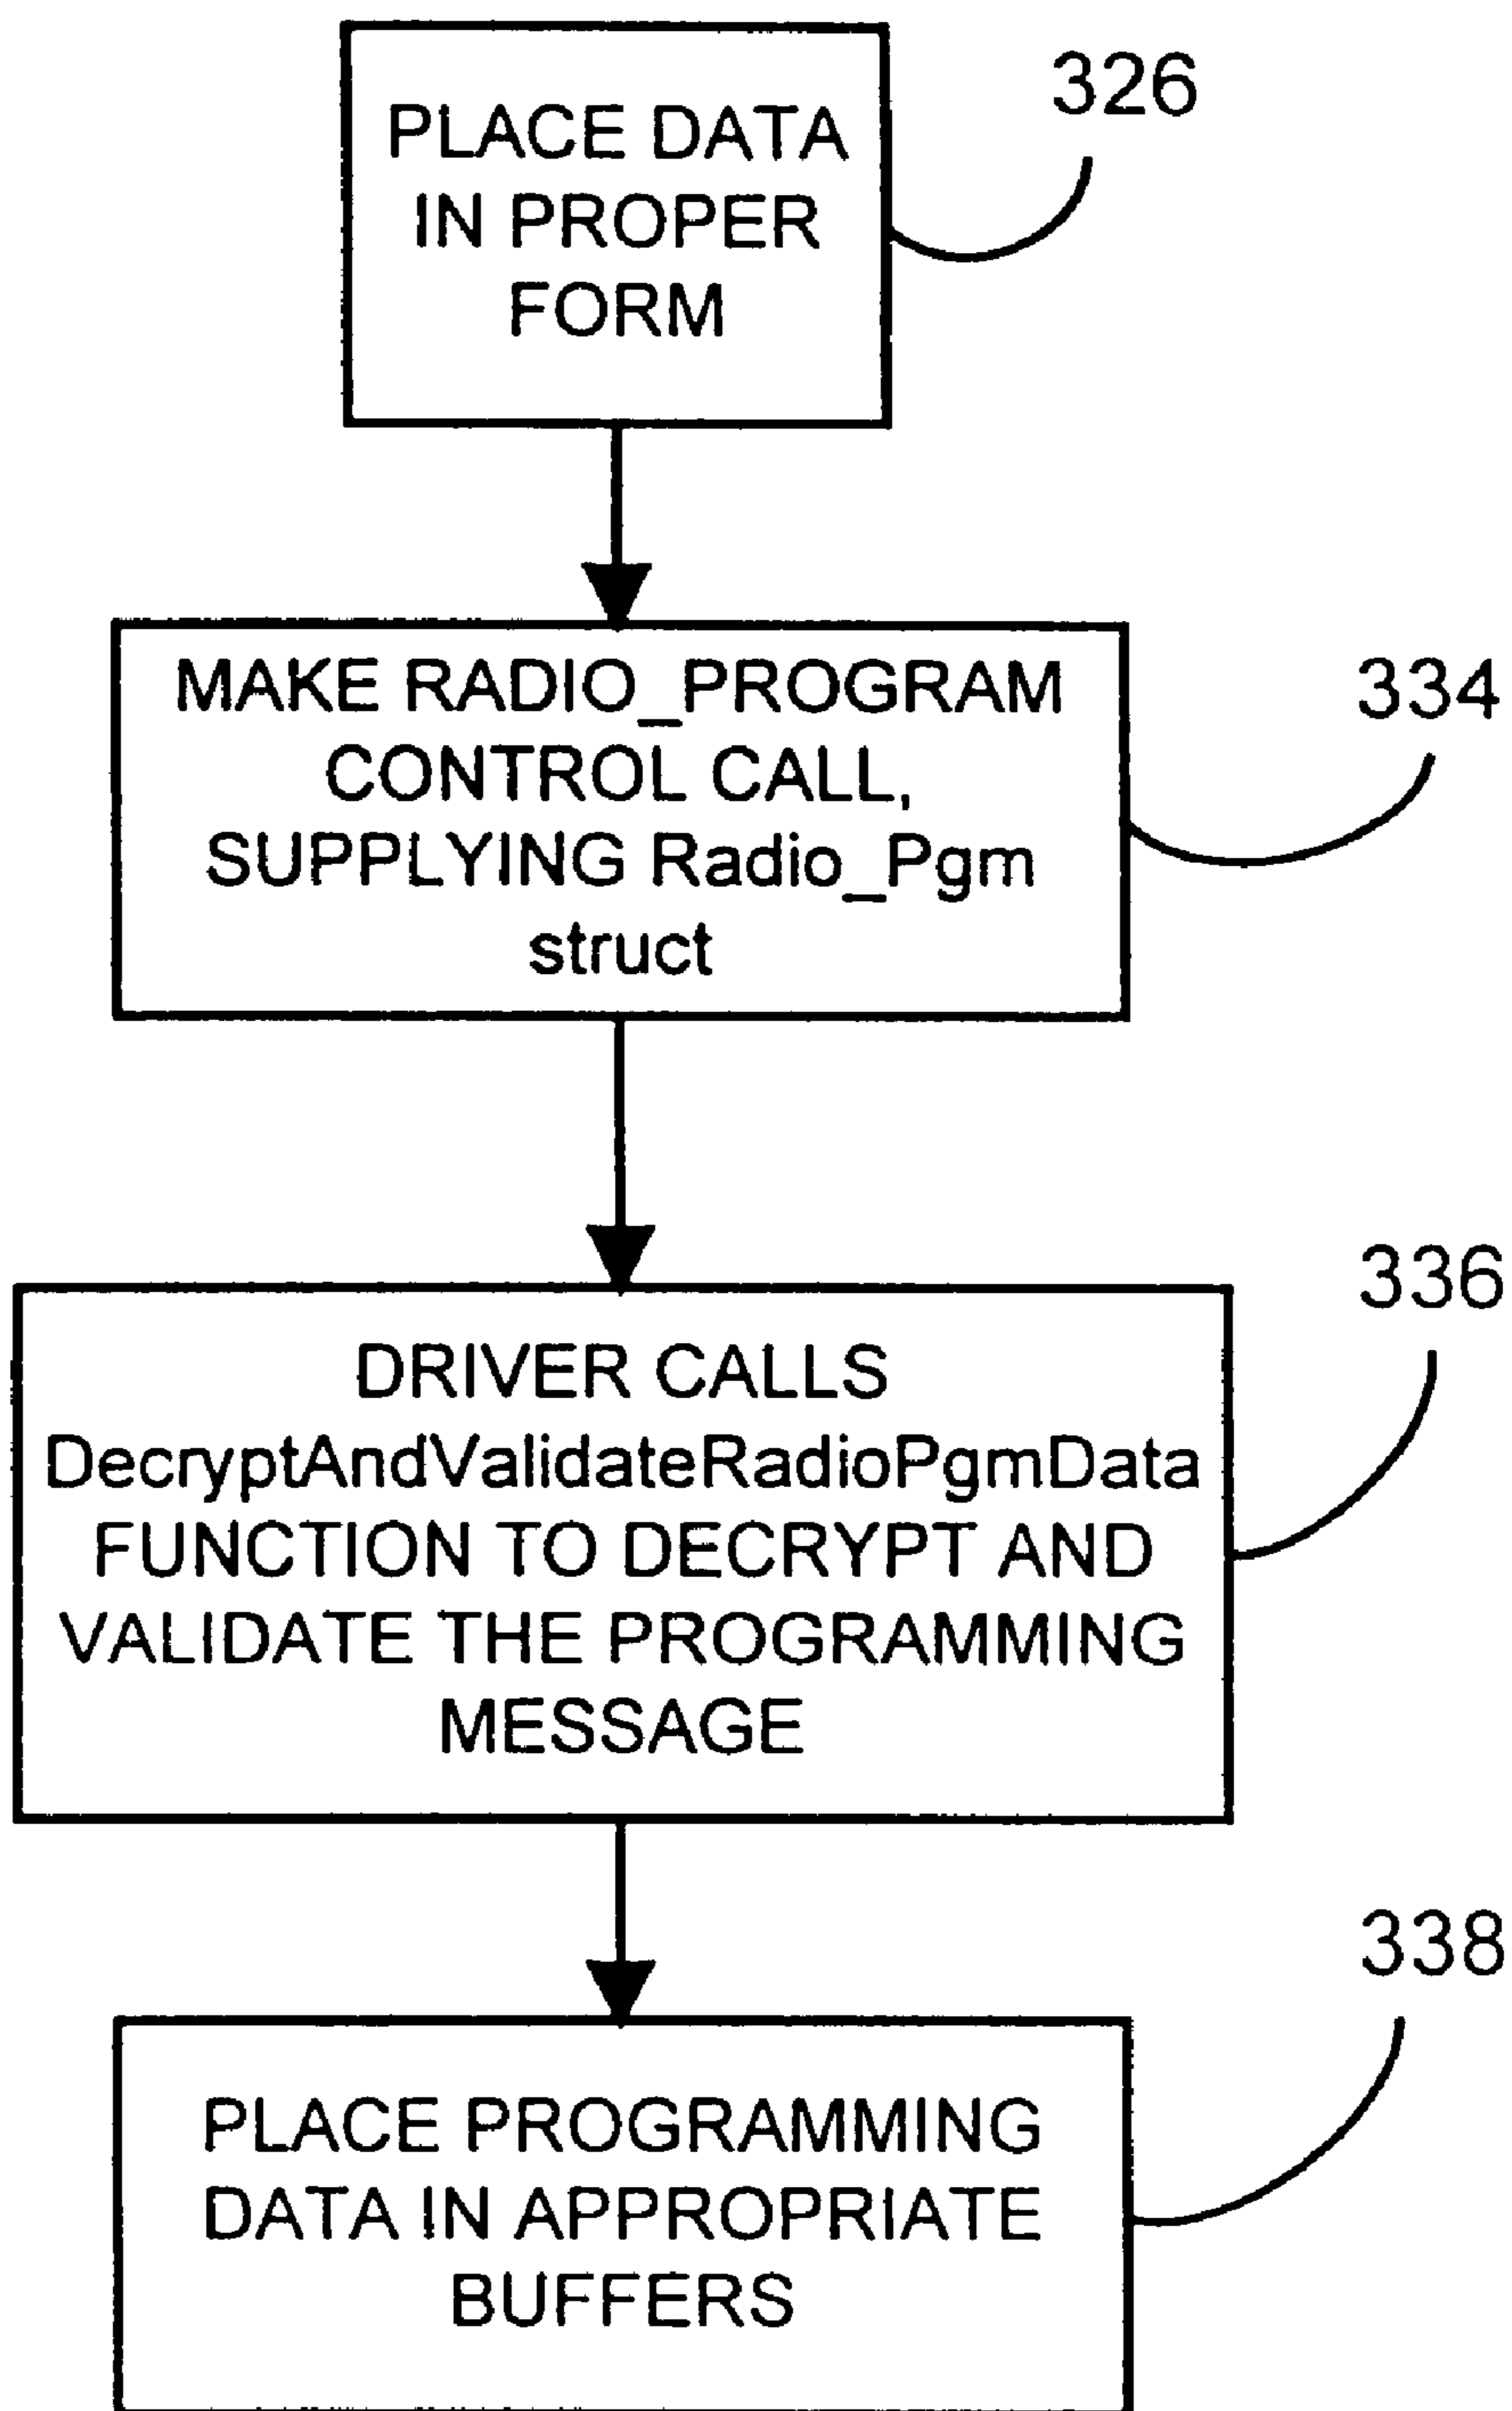 PLACE DATA
IN PROPER
FORM
326
MAKE RADIO_PROGRAM
CONTROL CALL,
SUPPLYING Radio_Pgm
struct
334
DRIVER CALLS
DecryptAndValidateRadioPgmData
FUNCTION TO DECRYPT AND
VALIDATE THE PROGRAMMING
MESSAGE
336
PLACE PROGRAMMING
DATA IN APPROPRIATE
BUFFERS
338